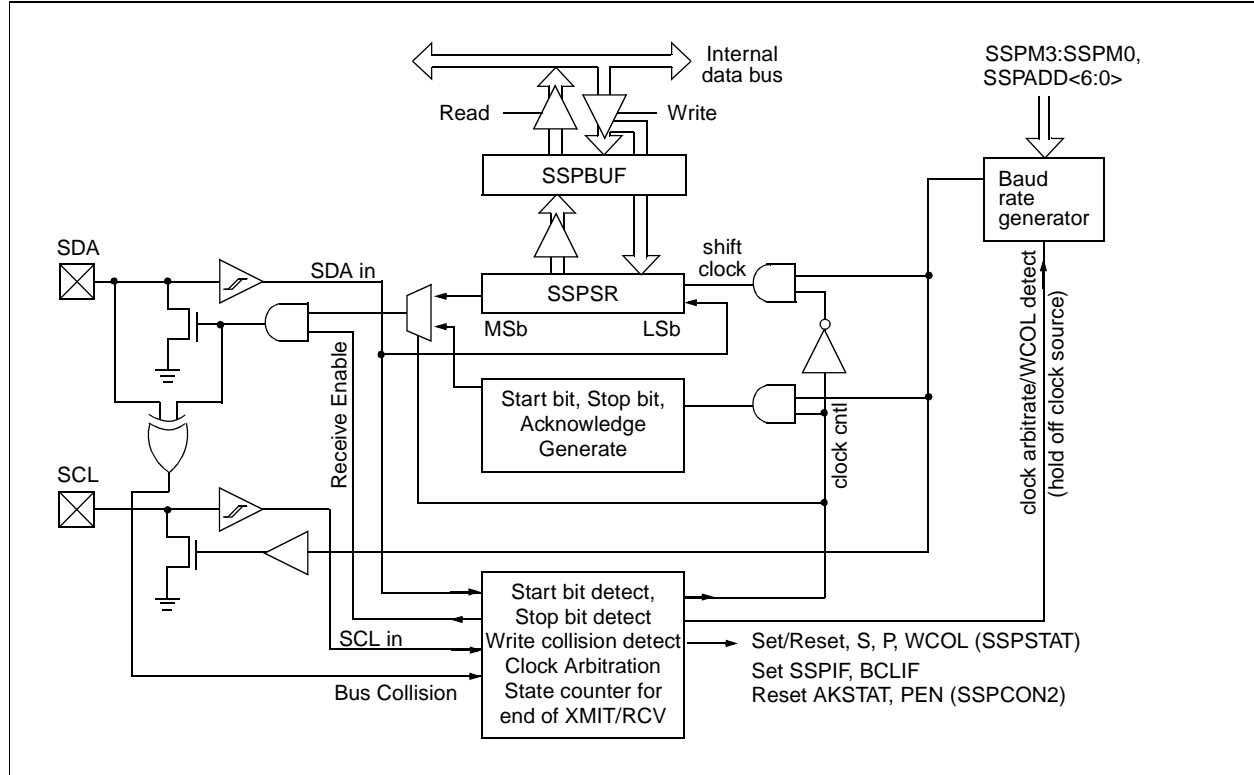 Internal
data bus
SSPM3:SSPM0,
SSPADD<6:0>
Read
Write
SSPBUF
Baud
rate
generator
SDA
SDA in
shift
clock
SSPSR
MSb
LSb
Receive Enable
Start bit, Stop bit,
Acknowledge
Generate
clock cntl
clock arbitrate/WCOL detect
(hold off clock source)
SCL
SCL in
Bus Collision
Start bit detect,
Stop bit detect
Write collision detect
Clock Arbitration
State counter for
end of XMIT/RCV
Set/Reset, S, P, WCOL (SSPSTAT)
Set SSPIF, BCLIF
Reset AKSTAT, PEN (SSPCON2)